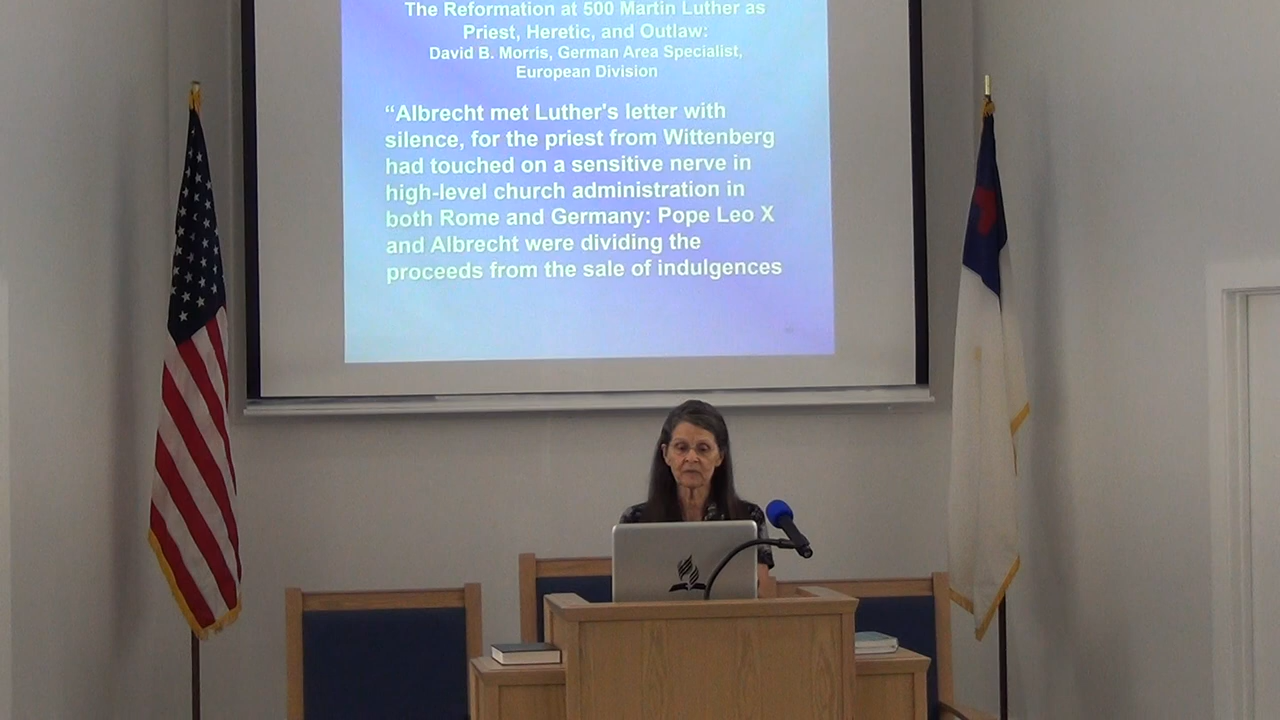 The Reformation at 500 Martin Luther as
Priest, Heretic, and Outlaw:
David B. Morris, German Area Specialist,
European Division
“Albrecht met Luther's letter with
silence, for the priest from Wittenberg
had touched on a sensitive nerve in
high-level church administration in
both Rome and Germany: Pope Leo X
and Albrecht were dividing the
proceeds from the sale of indulgences